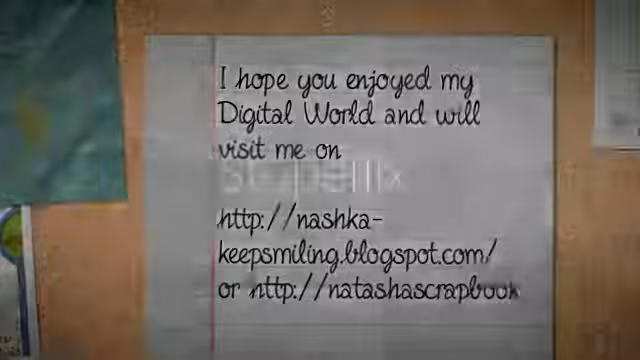 I hope you enjoyed my
Digital World and will
visit me on
http://nashka-
keepsmiling.blogspot.com/
or http://natashascrapbook